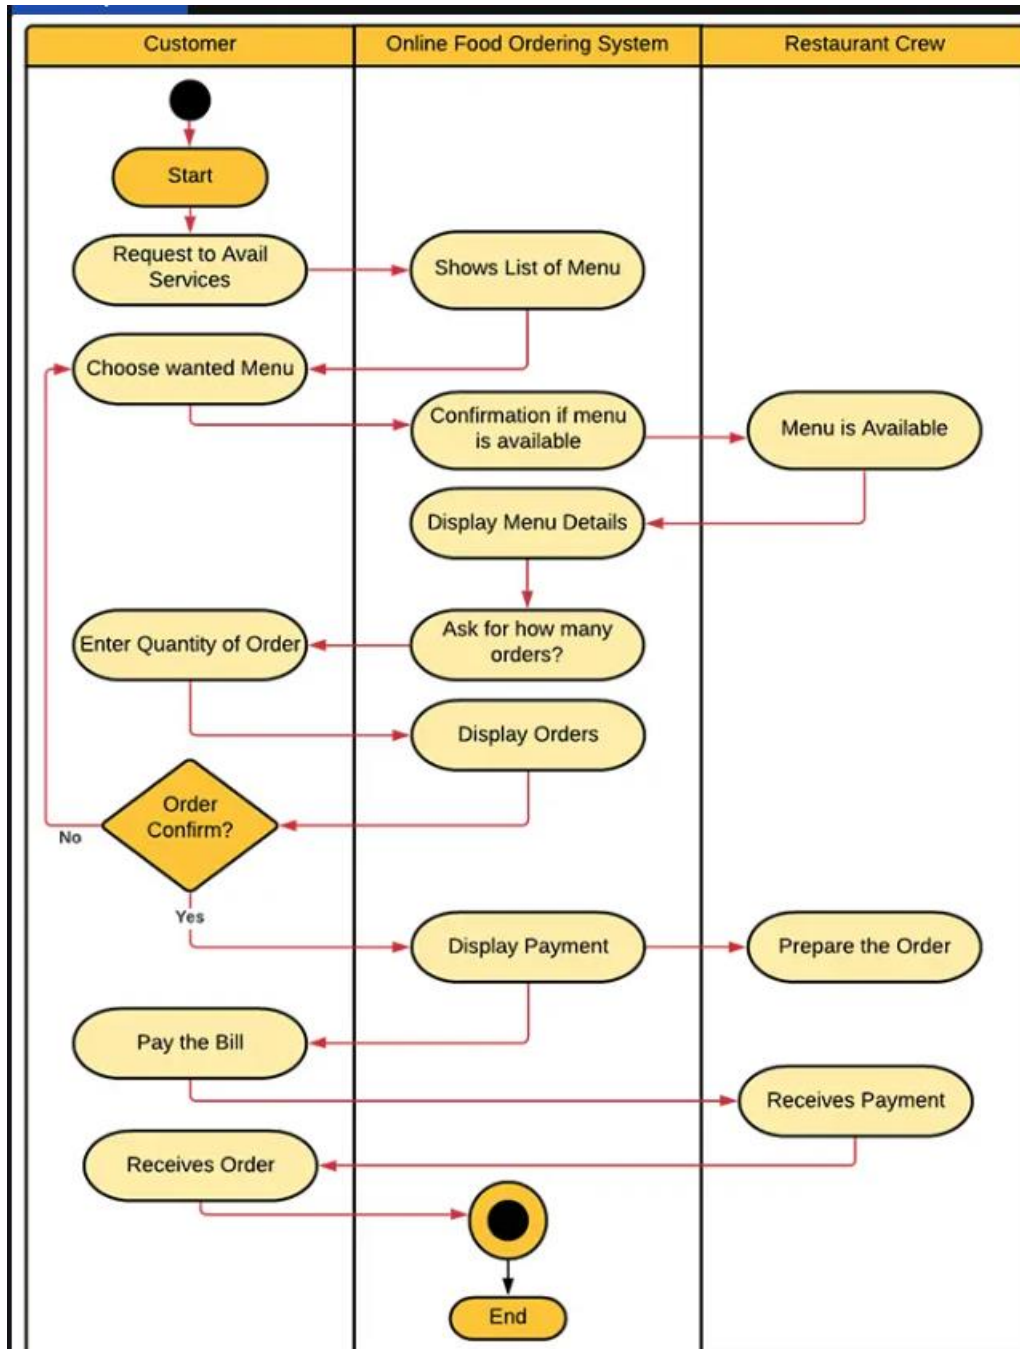 Customer
Online Food Ordering System
Restaurant Crew
Start
Request to Avail
Services
Shows List of Menu
Choose wanted Menu
Confirmation if menu
is available
Menu is Available
Display Menu Details
Ask for how many
orders?
Enter Quantity of Order
Display Orders
Order
Confirm?
No
Yes
Display Payment
Prepare the Order
Pay the Bill
Receives Payment
Receives Order
End